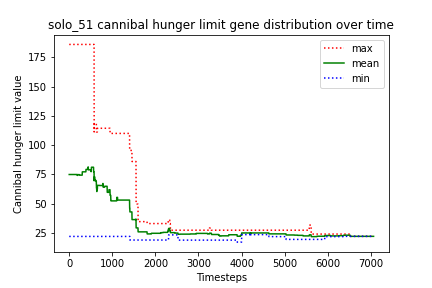 solo_51 cannibal hunger limit gene distribution over time
max
mean
min
Cannibal hunger limit value
175
150
125
100
75
50
25
0 1000 2000 3000 4000 5000 6000 7000
Timesteps